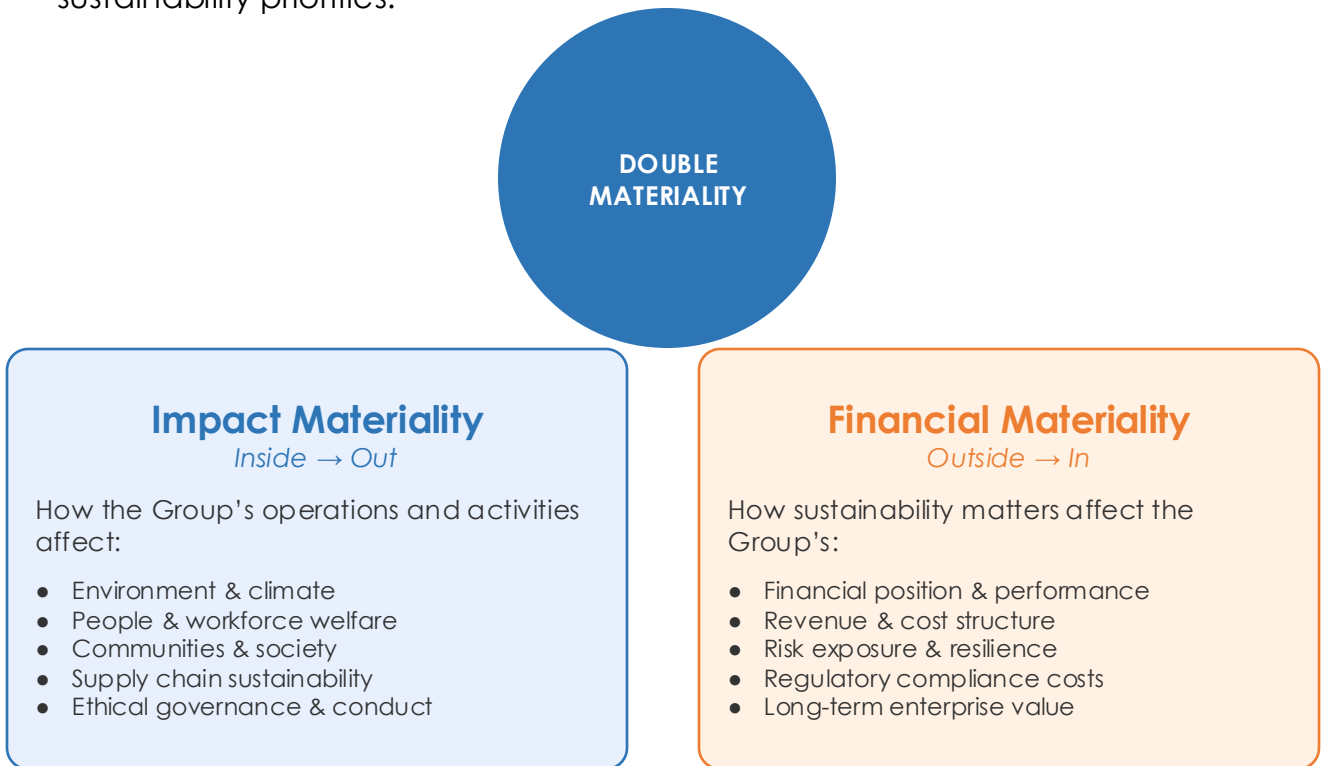 sustainability priorities.
DOUBLE
MATERIALITY
Impact Materiality
Inside → Out
How the Group’s operations and activities
affect:
● Environment & climate
● People & workforce welfare
● Communities & society
● Supply chain sustainability
● Ethical governance & conduct
Financial Materiality
Outside → In
How sustainability matters affect the
Group’s:
● Financial position & performance
● Revenue & cost structure
● Risk exposure & resilience
● Regulatory compliance costs
● Long-term enterprise value